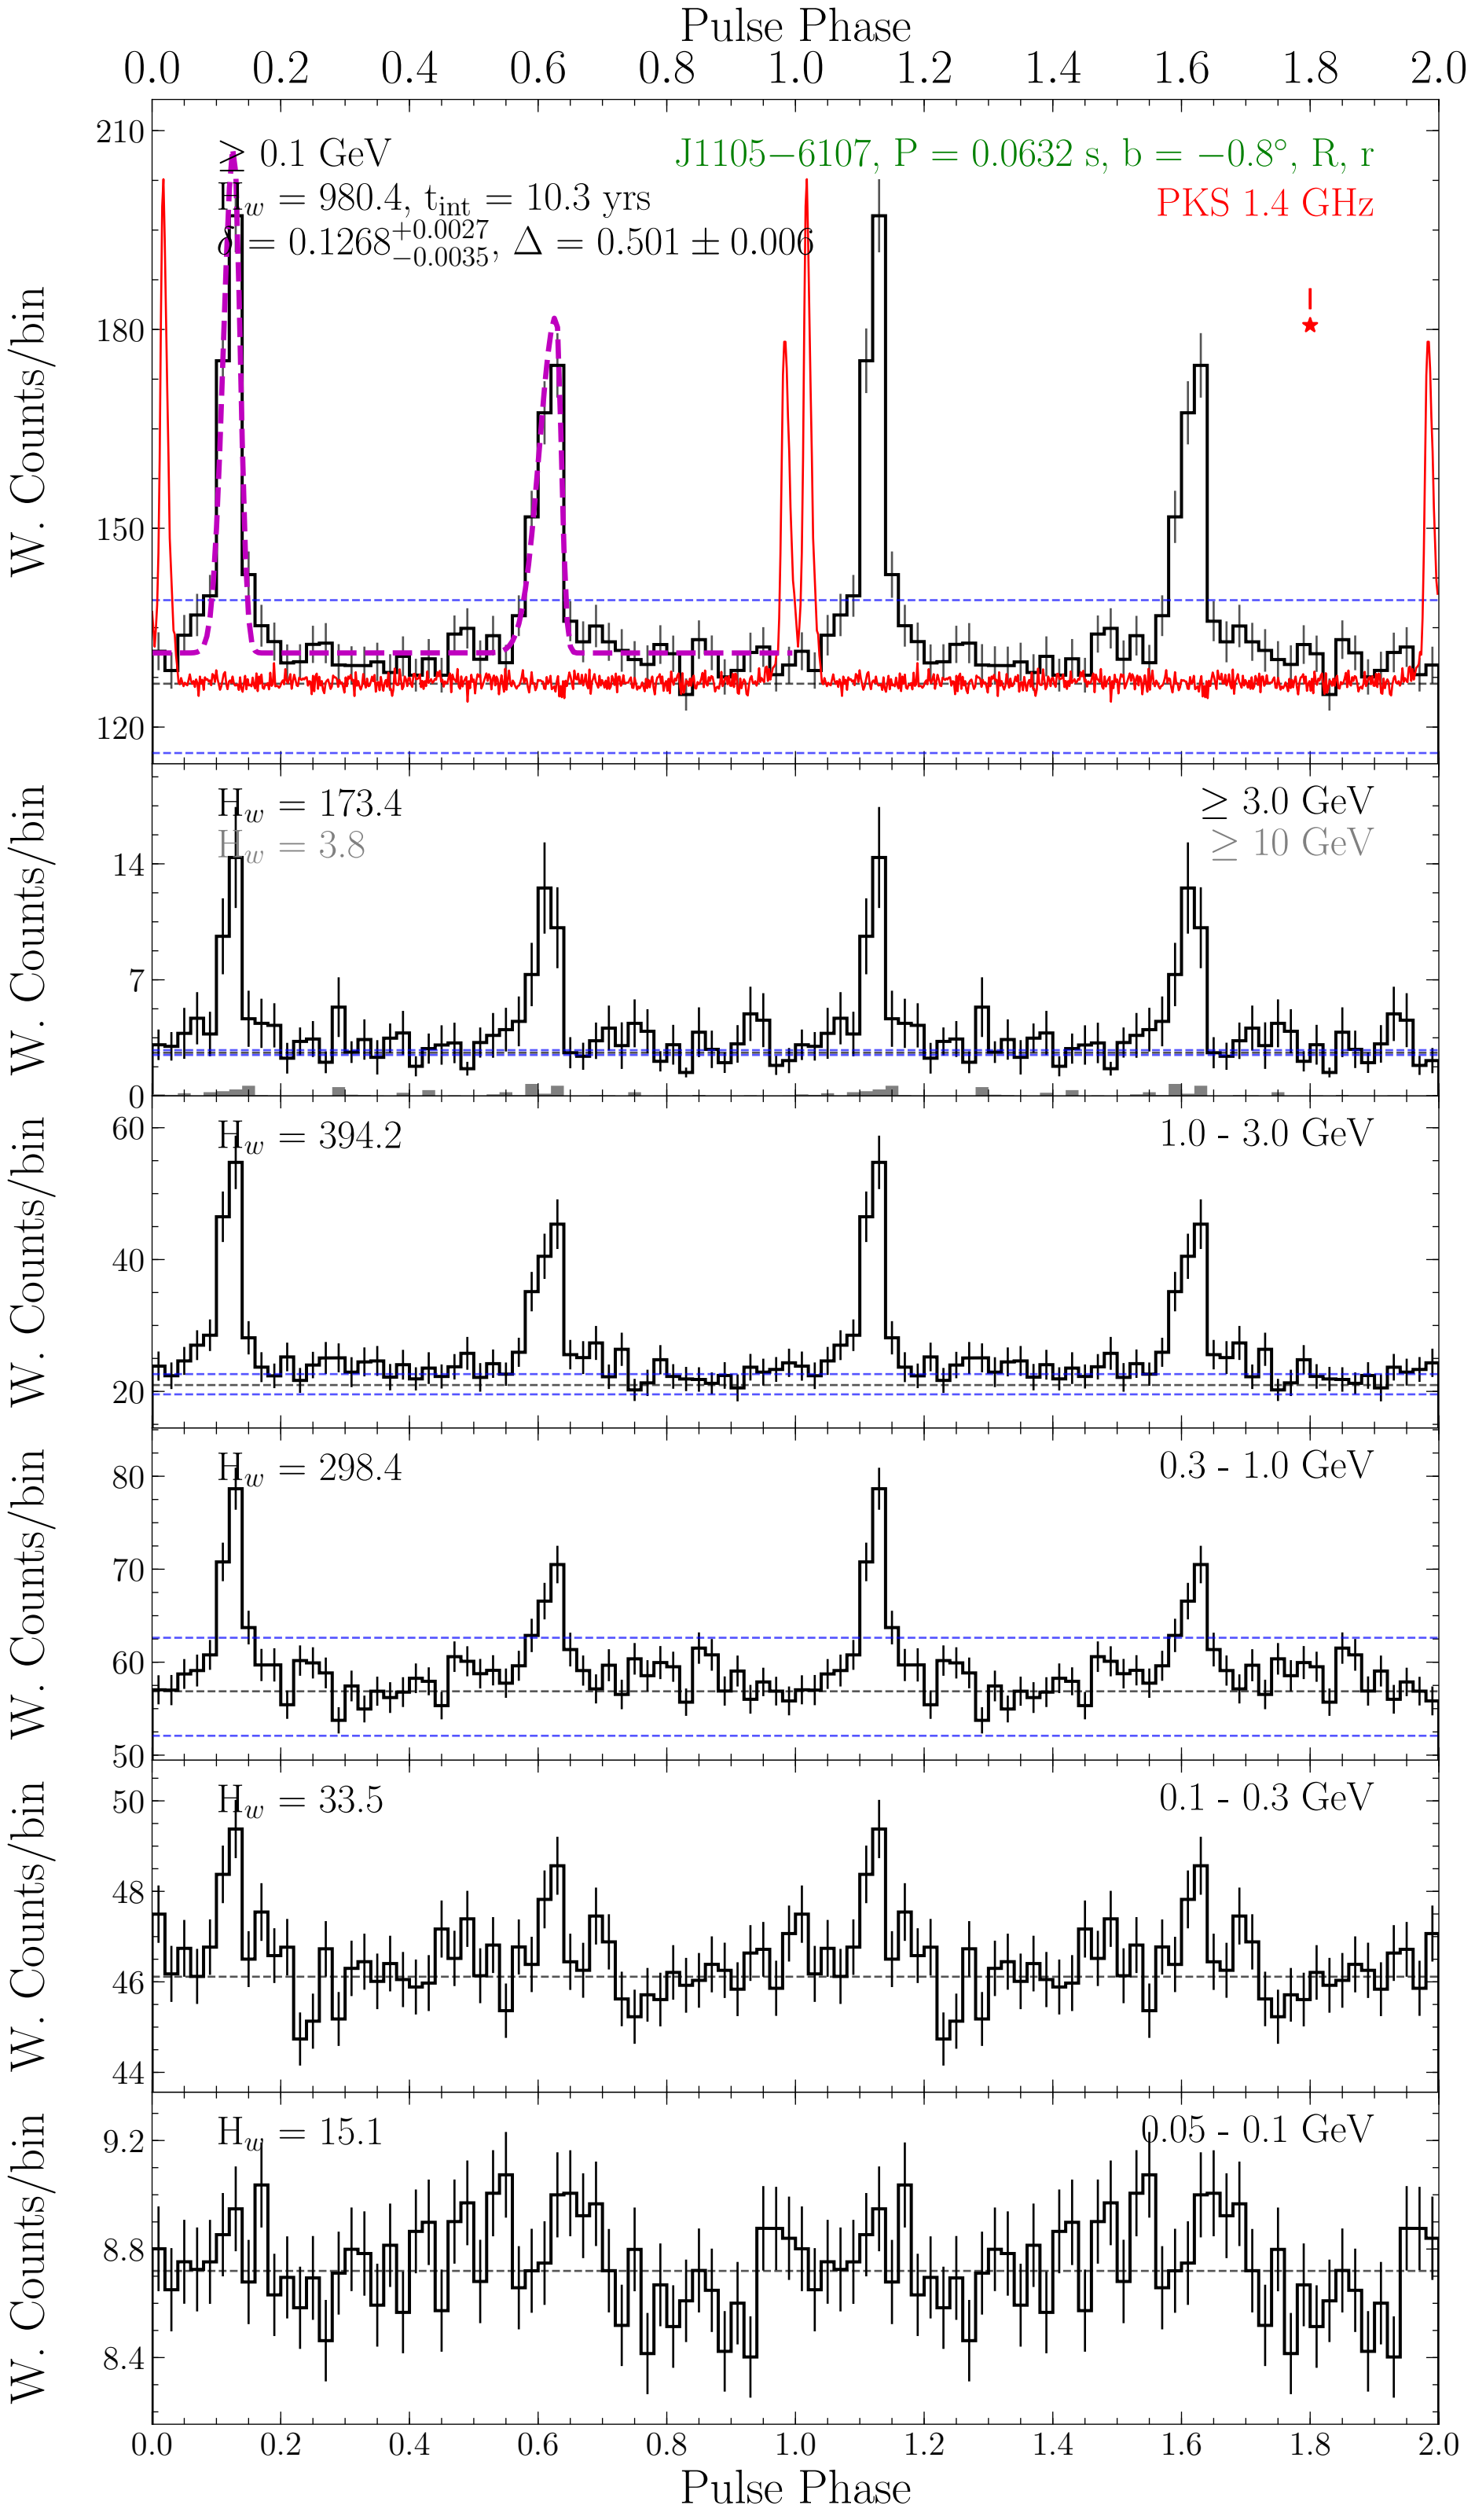 Pulse Phase
0.0 0.2 0.4 0.6 0.8 1.0 1.2 1.4 1.6 1.8 2.0
W. Counts/bin
210
180
150
120
≥ 0.1 GeV
H_w = 980.4, t_int = 10.3 yrs
δ = 0.1268^{+0.0027}_{−0.0035}, Δ = 0.501 ± 0.006
J1105−6107, P = 0.0632 s, b = −0.8°, R, r
PKS 1.4 GHz
W. Counts/bin
14
7
0
H_w = 173.4
≥ 3.0 GeV
H_w = 3.8
≥ 10 GeV
W. Counts/bin
60
40
20
H_w = 394.2
1.0 - 3.0 GeV
W. Counts/bin
80
70
60
50
H_w = 298.4
0.3 - 1.0 GeV
W. Counts/bin
50
48
46
44
H_w = 33.5
0.1 - 0.3 GeV
W. Counts/bin
9.2
8.8
8.4
H_w = 15.1
0.05 - 0.1 GeV
0.0 0.2 0.4 0.6 0.8 1.0 1.2 1.4 1.6 1.8 2.0
Pulse Phase